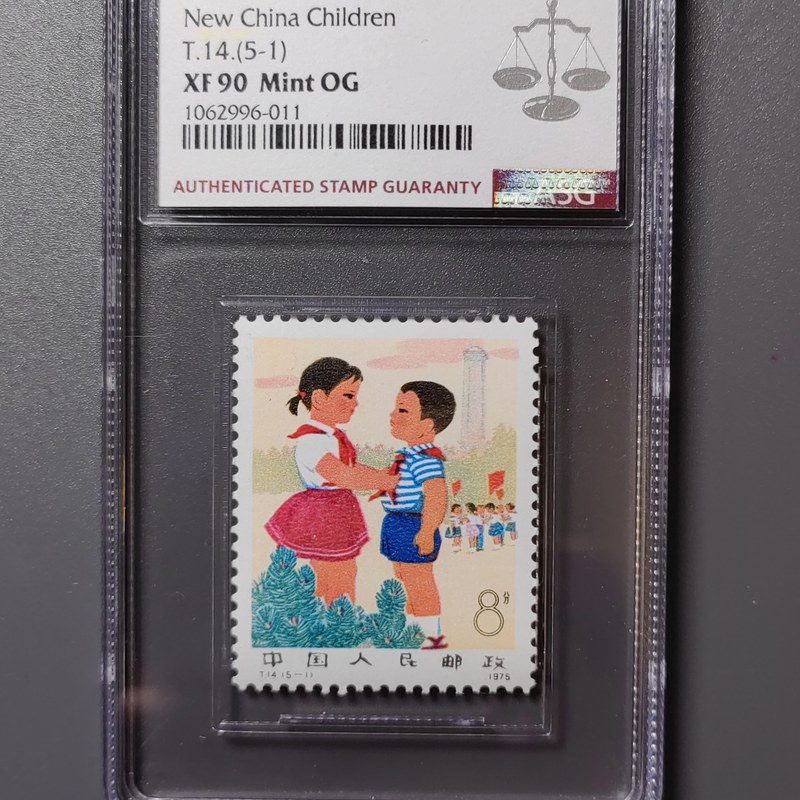 New China Children
T.14.(5-1)
XF 90 Mint OG
1062996-011
AUTHENTICATED STAMP GUARANTY
ASG
8分
中国人民邮政
T.14.(5-1)
1975